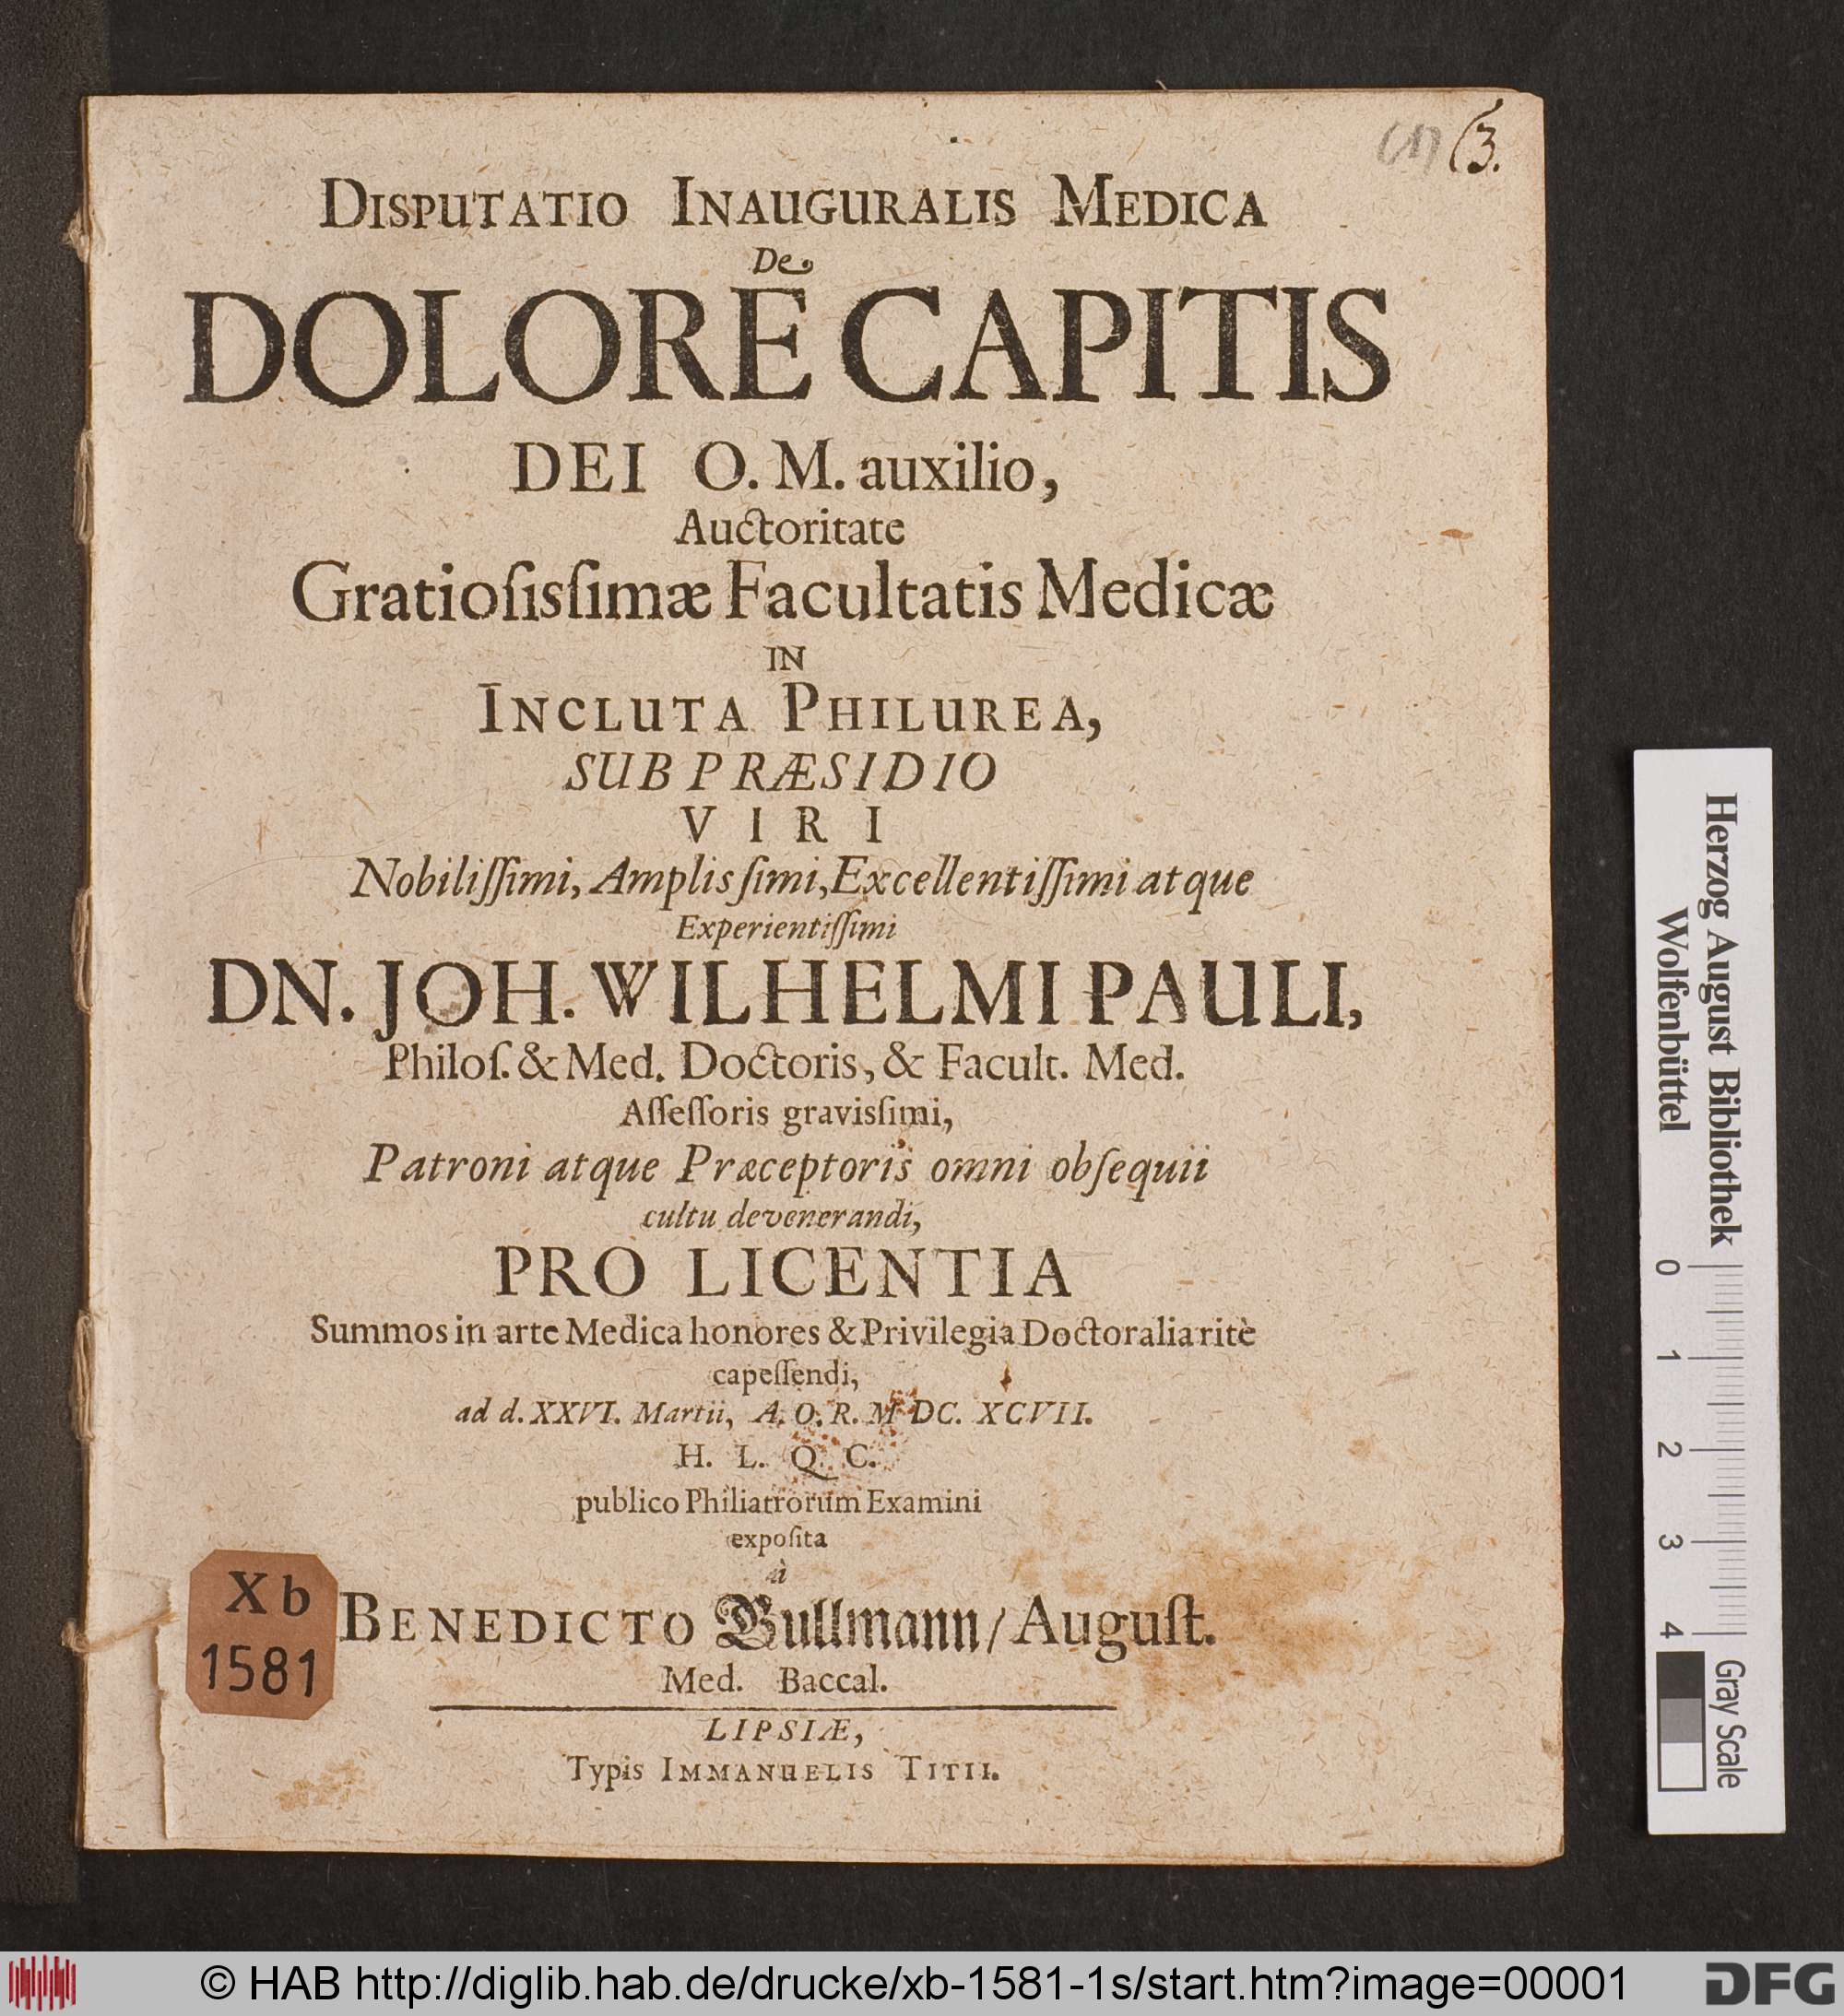 (1) (3.
DISPUTATIO INAUGURALIS MEDICA
De
DOLORE CAPITIS
DEI O. M. auxilio,
Auctoritate
Gratioſisſimæ Facultatis Medicæ
IN
INCLUTA PHILUREA,
SUB PRÆSIDIO
VIRI
Nobiliſſimi, Amplisſimi, Excellentiſſimi atque
Experientiſſimi
DN. JOH. WILHELMI PAULI,
Philoſ. & Med. Doctoris, & Facult. Med.
Aſſeſſoris gravisſimi,
Patroni atque Præceptoris omni obſequii
cultu devenerandi,
PRO LICENTIA
Summos in arte Medica honores & Privilegia Doctoralia ritè
capeſſendi,
ad d. XXVI. Martii, A. O. R. M DC. XCVII.
H. L. Q. C.
publico Philiatrorum Examini
expoſita
à
BENEDICTO Gullmann/ Auguſt.
Med. Baccal.
LIPSIÆ,
Typis IMMANUELIS TITII.
Xb
1581
Herzog August Bibliothek
Wolfenbüttel
0 1 2 3 4
Gray Scale
© HAB http://diglib.hab.de/drucke/xb-1581-1s/start.htm?image=00001
DFG